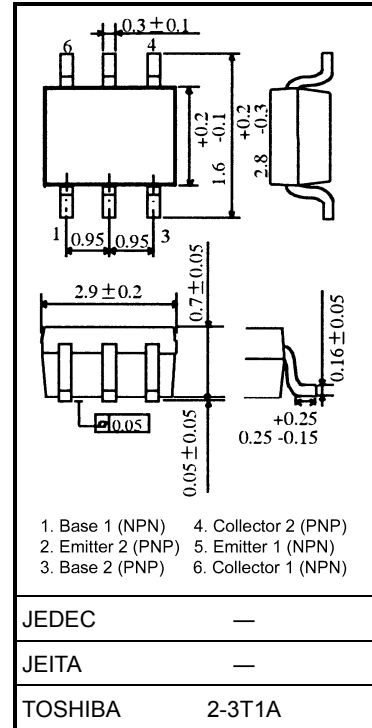 0.3±0.1
6 4
+0.2
1.6 -0.1
+0.2
2.8 -0.3
1 0.95 0.95 3
2.9±0.2
0.7±0.05
0.16±0.05
0.05
0.05±0.05
+0.25
0.25 -0.15
1. Base 1 (NPN) 4. Collector 2 (PNP)
2. Emitter 2 (PNP) 5. Emitter 1 (NPN)
3. Base 2 (PNP) 6. Collector 1 (NPN)
JEDEC —
JEITA —
TOSHIBA 2-3T1A